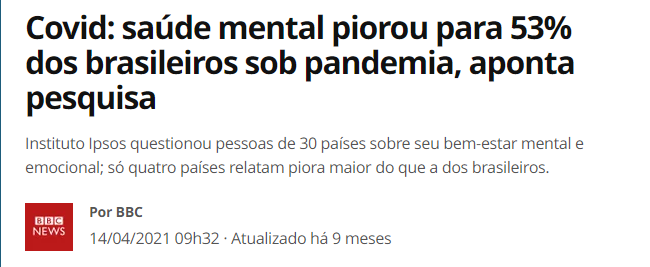 Covid: saúde mental piorou para 53%
dos brasileiros sob pandemia, aponta
pesquisa
Instituto Ipsos questionou pessoas de 30 países sobre seu bem-estar mental e
emocional; só quatro países relatam piora maior do que a dos brasileiros.
BBC
NEWS
Por BBC
14/04/2021 09h32 · Atualizado há 9 meses